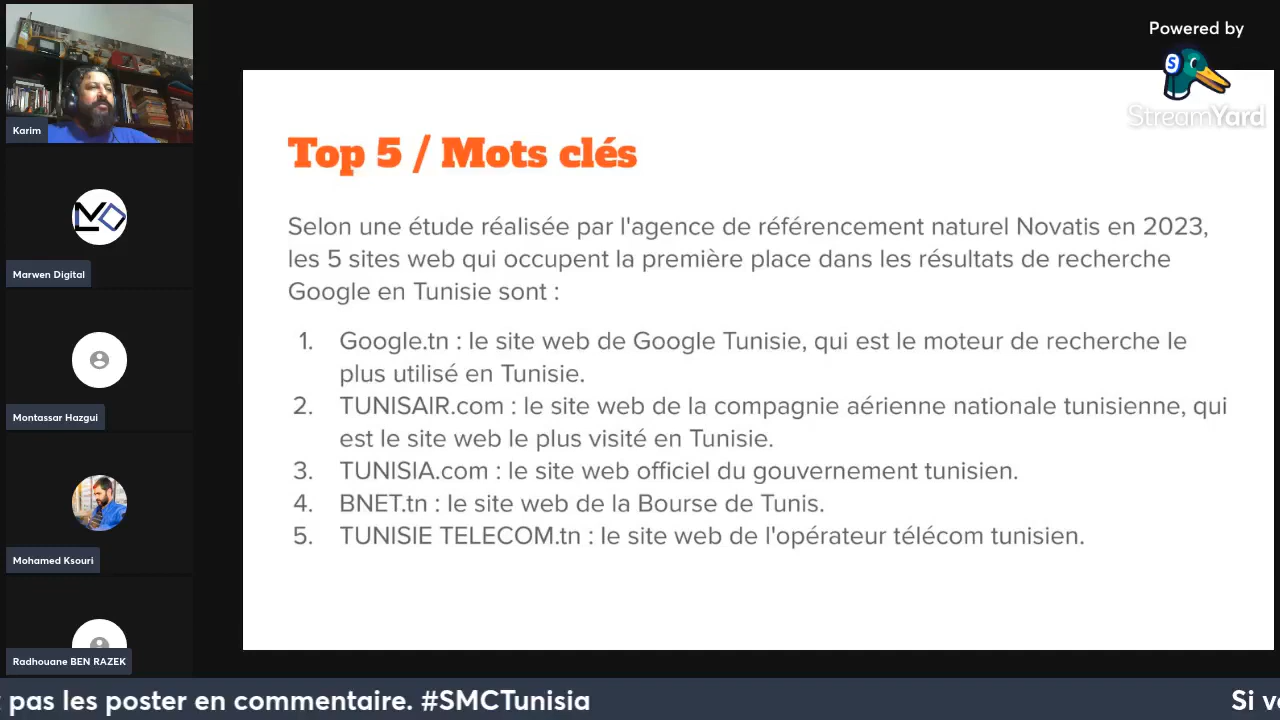 Powered by
S
StreamYard
Karim
Marwen Digital
Montassar Hazgui
Mohamed Ksouri
Radhouane BEN RAZEK
Top 5 / Mots clés
Selon une étude réalisée par l'agence de référencement naturel Novatis en 2023,
les 5 sites web qui occupent la première place dans les résultats de recherche
Google en Tunisie sont :
1. Google.tn : le site web de Google Tunisie, qui est le moteur de recherche le
plus utilisé en Tunisie.
2. TUNISAIR.com : le site web de la compagnie aérienne nationale tunisienne, qui
est le site web le plus visité en Tunisie.
3. TUNISIA.com : le site web officiel du gouvernement tunisien.
4. BNET.tn : le site web de la Bourse de Tunis.
5. TUNISIE TELECOM.tn : le site web de l'opérateur télécom tunisien.
pas les poster en commentaire. #SMCTunisia
Si